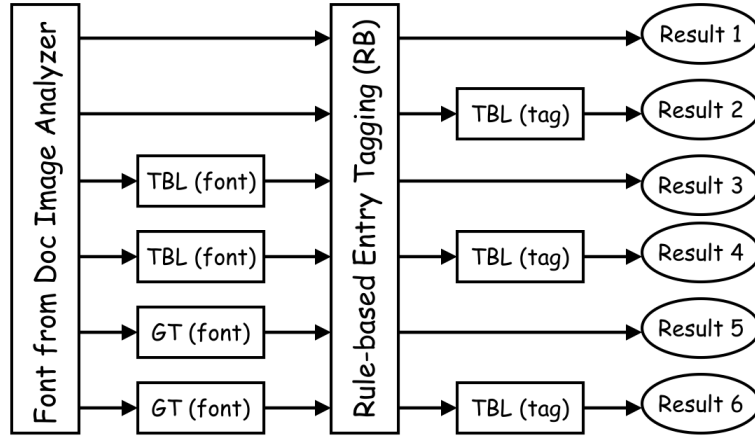 Font from Doc Image Analyzer
Rule-based Entry Tagging (RB)
Result 1
TBL (tag)
Result 2
TBL (font)
Result 3
TBL (font)
TBL (tag)
Result 4
GT (font)
Result 5
GT (font)
TBL (tag)
Result 6